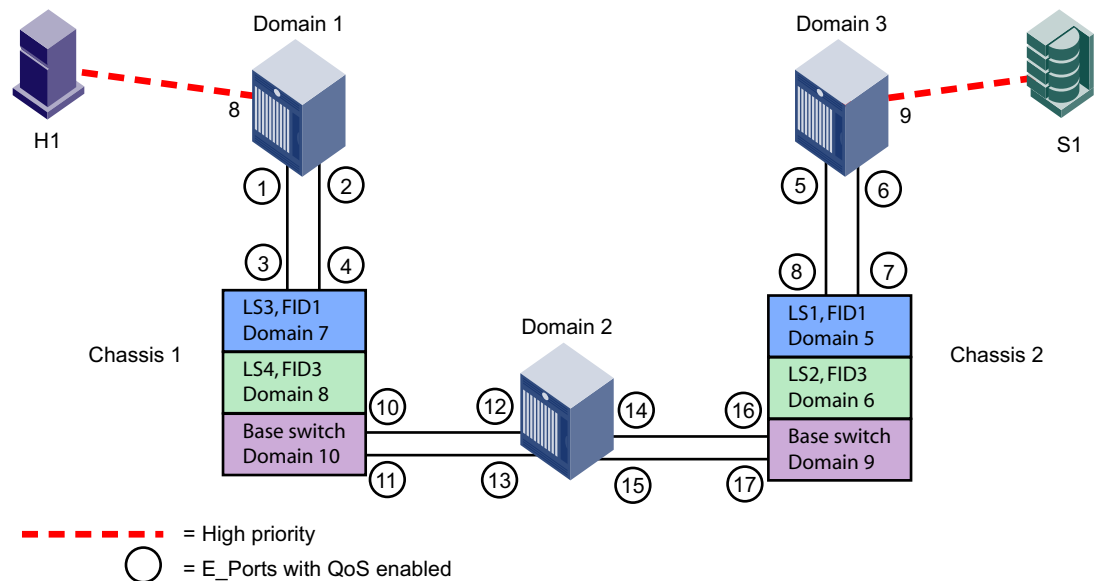 Domain 1
Domain 3
8
9
H1
S1
1
2
5
6
3
4
8
7
LS3, FID1
Domain 7
LS1, FID1
Domain 5
Chassis 1
Domain 2
Chassis 2
LS4, FID3
Domain 8
LS2, FID3
Domain 6
10
12
14
16
Base switch
Domain 10
Base switch
Domain 9
11
13
15
17
= High priority
= E_Ports with QoS enabled